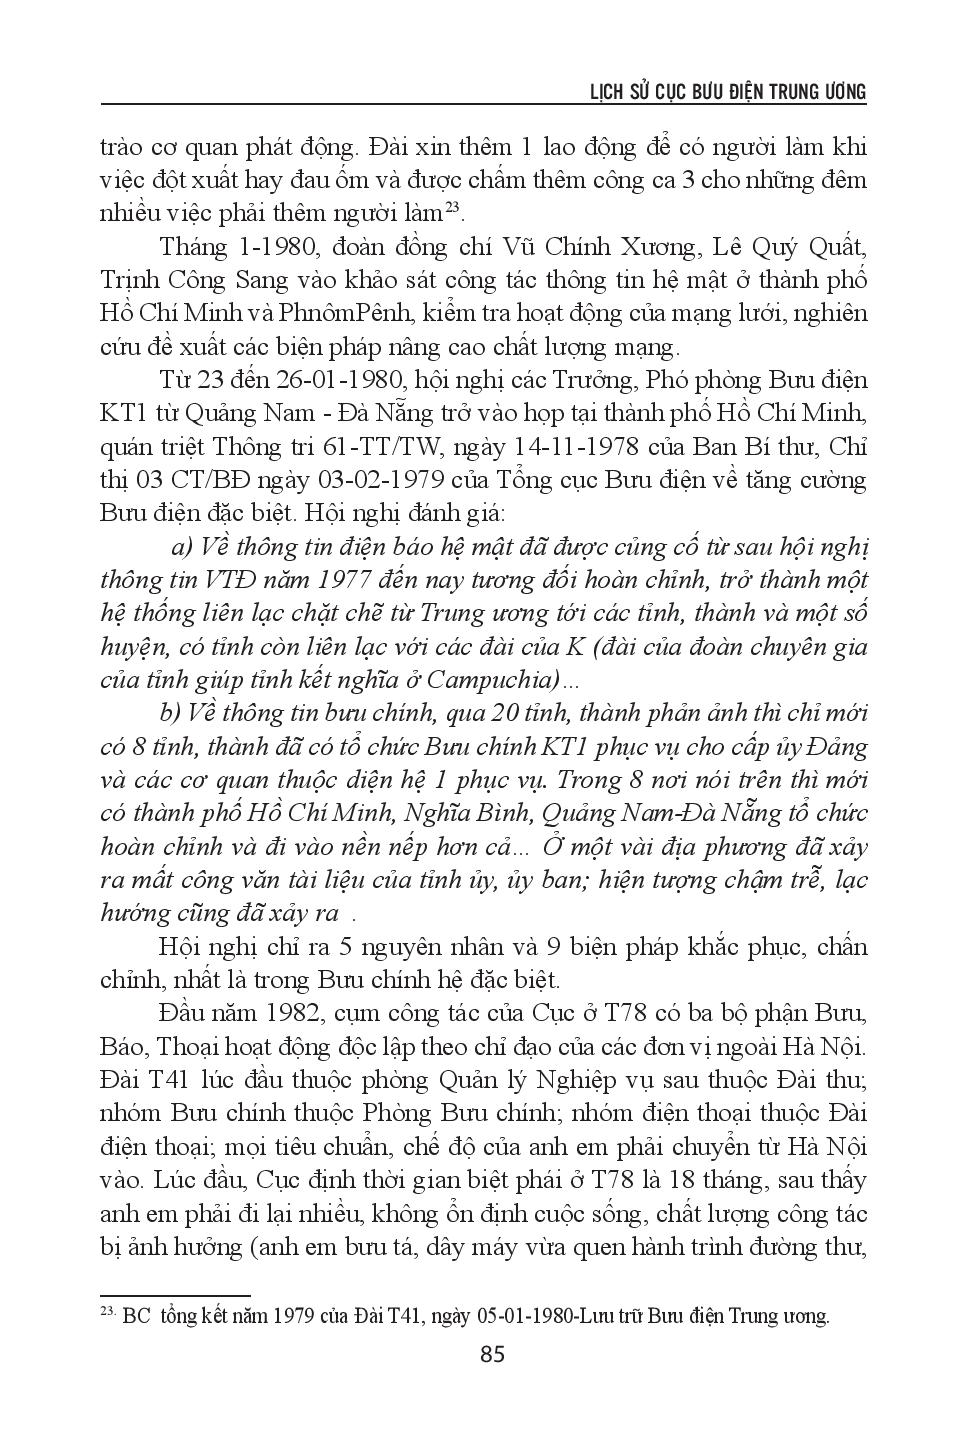 LỊCH SỬ CỤC BƯU ĐIỆN TRUNG ƯƠNG
trào cơ quan phát động. Đài xin thêm 1 lao động để có người làm khi
việc đột xuất hay đau ốm và được chấm thêm công ca 3 cho những đêm
nhiều việc phải thêm người làm²³.
Tháng 1-1980, đoàn đồng chí Vũ Chính Xương, Lê Quý Quất,
Trịnh Công Sang vào khảo sát công tác thông tin hệ mật ở thành phố
Hồ Chí Minh và PhnômPênh, kiểm tra hoạt động của mạng lưới, nghiên
cứu đề xuất các biện pháp nâng cao chất lượng mạng.
Từ 23 đến 26-01-1980, hội nghị các Trưởng, Phó phòng Bưu điện
KT1 từ Quảng Nam - Đà Nẵng trở vào họp tại thành phố Hồ Chí Minh,
quán triệt Thông tri 61-TT/TW, ngày 14-11-1978 của Ban Bí thư, Chỉ
thị 03 CT/BĐ ngày 03-02-1979 của Tổng cục Bưu điện về tăng cường
Bưu điện đặc biệt. Hội nghị đánh giá:
a) Về thông tin điện báo hệ mật đã được củng cố từ sau hội nghị
thông tin VTĐ năm 1977 đến nay tương đối hoàn chỉnh, trở thành một
hệ thống liên lạc chặt chẽ từ Trung ương tới các tỉnh, thành và một số
huyện, có tỉnh còn liên lạc với các đài của K (đài của đoàn chuyên gia
của tỉnh giúp tỉnh kết nghĩa ở Campuchia)...
b) Về thông tin bưu chính, qua 20 tỉnh, thành phản ảnh thì chỉ mới
có 8 tỉnh, thành đã có tổ chức Bưu chính KT1 phục vụ cho cấp ủy Đảng
và các cơ quan thuộc diện hệ 1 phục vụ. Trong 8 nơi nói trên thì mới
có thành phố Hồ Chí Minh, Nghĩa Bình, Quảng Nam-Đà Nẵng tổ chức
hoàn chỉnh và đi vào nền nếp hơn cả... Ở một vài địa phương đã xảy
ra mất công văn tài liệu của tỉnh ủy, ủy ban; hiện tượng chậm trễ, lạc
hướng cũng đã xảy ra .
Hội nghị chỉ ra 5 nguyên nhân và 9 biện pháp khắc phục, chấn
chỉnh, nhất là trong Bưu chính hệ đặc biệt.
Đầu năm 1982, cụm công tác của Cục ở T78 có ba bộ phận Bưu,
Báo, Thoại hoạt động độc lập theo chỉ đạo của các đơn vị ngoài Hà Nội.
Đài T41 lúc đầu thuộc phòng Quản lý Nghiệp vụ sau thuộc Đài thu;
nhóm Bưu chính thuộc Phòng Bưu chính; nhóm điện thoại thuộc Đài
điện thoại; mọi tiêu chuẩn, chế độ của anh em phải chuyển từ Hà Nội
vào. Lúc đầu, Cục định thời gian biệt phái ở T78 là 18 tháng, sau thấy
anh em phải đi lại nhiều, không ổn định cuộc sống, chất lượng công tác
bị ảnh hưởng (anh em bưu tá, dây máy vừa quen hành trình đường thư,
23. BC tổng kết năm 1979 của Đài T41, ngày 05-01-1980-Lưu trữ Bưu điện Trung ương.
85